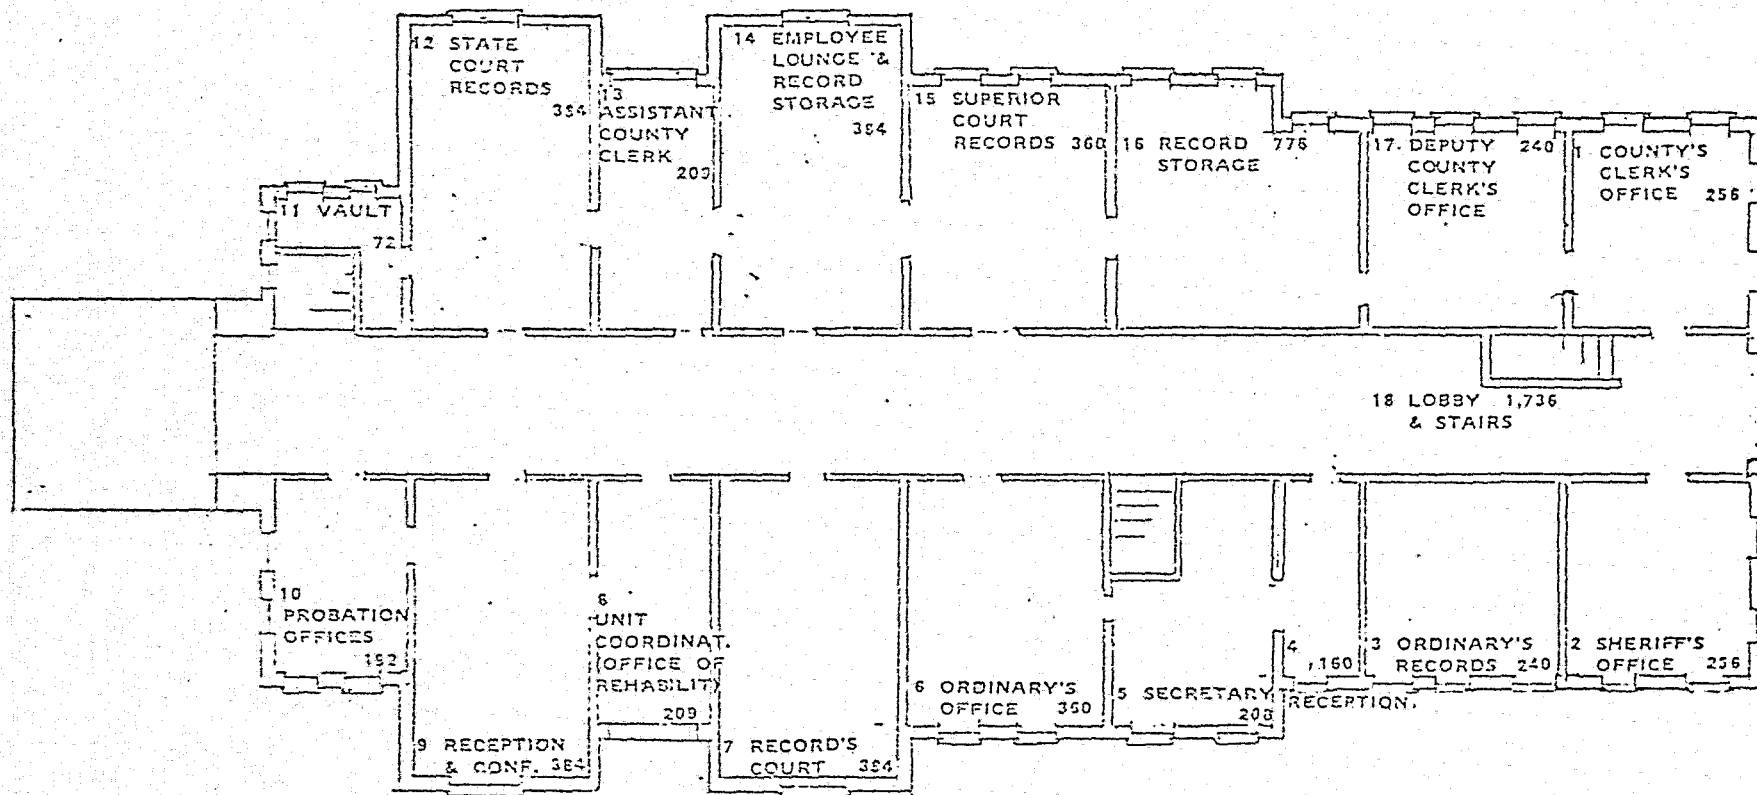 12 STATE
COURT
RECORDS
384
13
ASSISTANT
COUNTY
CLERK
209
14 EMPLOYEE
LOUNGE &
RECORD
STORAGE
384
15 SUPERIOR
COURT
RECORDS 360
16 RECORD 776
STORAGE
17. DEPUTY 240
COUNTY
CLERK'S
OFFICE
1 COUNTY'S
CLERK'S
OFFICE 256
11 VAULT
72
18 LOBBY 1,736
& STAIRS
10
PROBATION
OFFICES
192
9 RECEPTION
& CONF. 384
8
UNIT
COORDINAT.
(OFFICE OF
REHABILIT)
209
7 RECORD'S
COURT 384
6 ORDINARY'S
OFFICE 360
5 SECRETARY
208
4
160
RECEPTION.
3 ORDINARY'S
RECORDS 240
2 SHERIFF'S
OFFICE 256